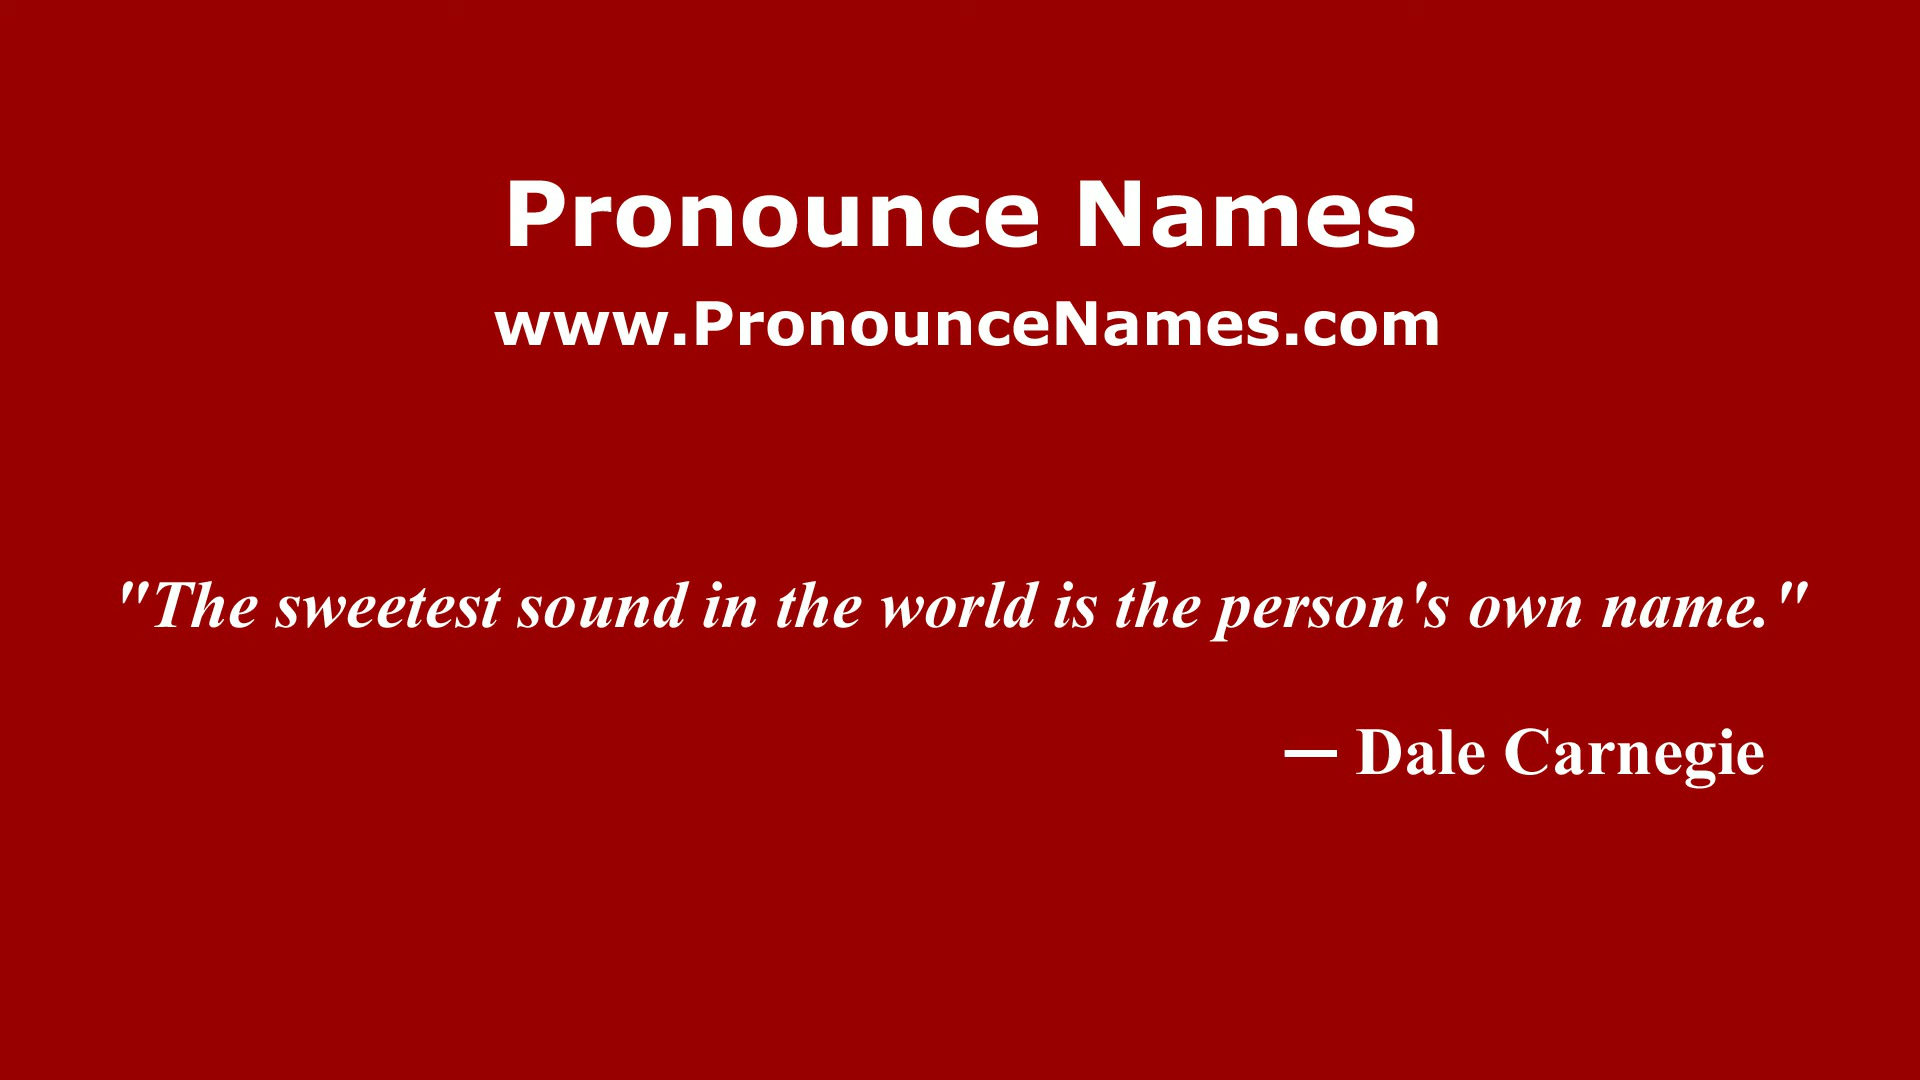 Pronounce Names
www.PronounceNames.com
"The sweetest sound in the world is the person's own name."
— Dale Carnegie